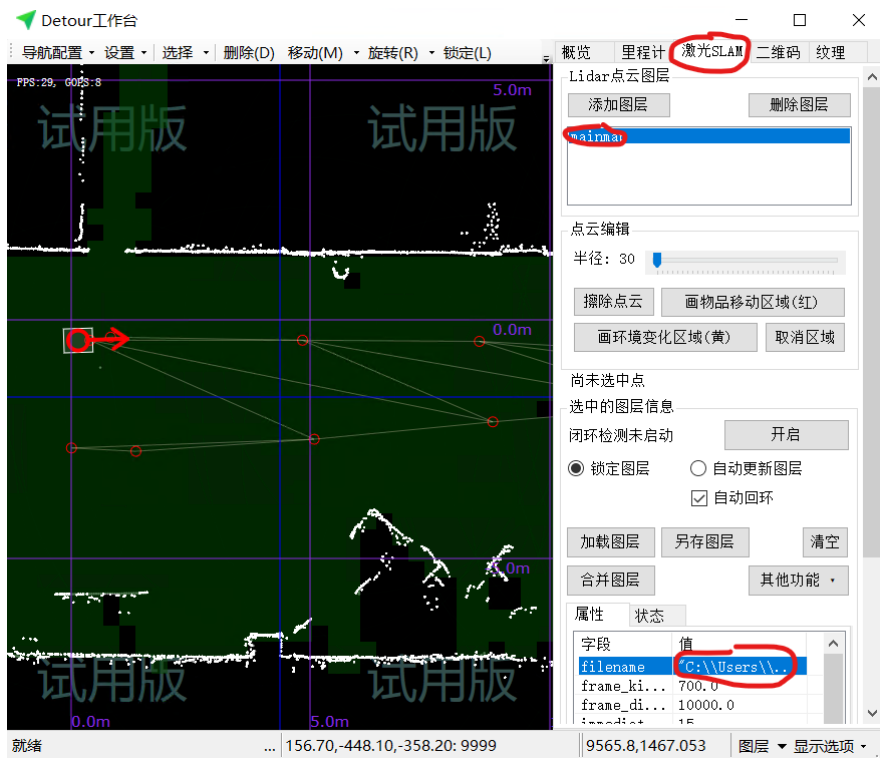 Detour工作台
导航配置 设置 选择 删除(D) 移动(M) 旋转(R) 锁定(L)
概览 里程计 激光SLAM 二维码 纹理
FPS:29, GOPS:8
5.0m
试用版 试用版
0.0m
-5.0m
试用版 试用版
0.0m 5.0m
Lidar点云图层
添加图层 删除图层
mainmap
点云编辑
半径: 30
擦除点云 画物品移动区域(红)
画环境变化区域(黄) 取消区域
尚未选中点
选中的图层信息
闭环检测未启动 开启
锁定图层 自动更新图层
自动回环
加载图层 另存图层 清空
合并图层 其他功能
属性 状态
字段 值
filename "C:\\Users\\...
frame_ki... 700.0
frame_di... 10000.0
就绪 ... 156.70,-448.10,-358.20: 9999 9565.8,1467.053 图层 显示选项